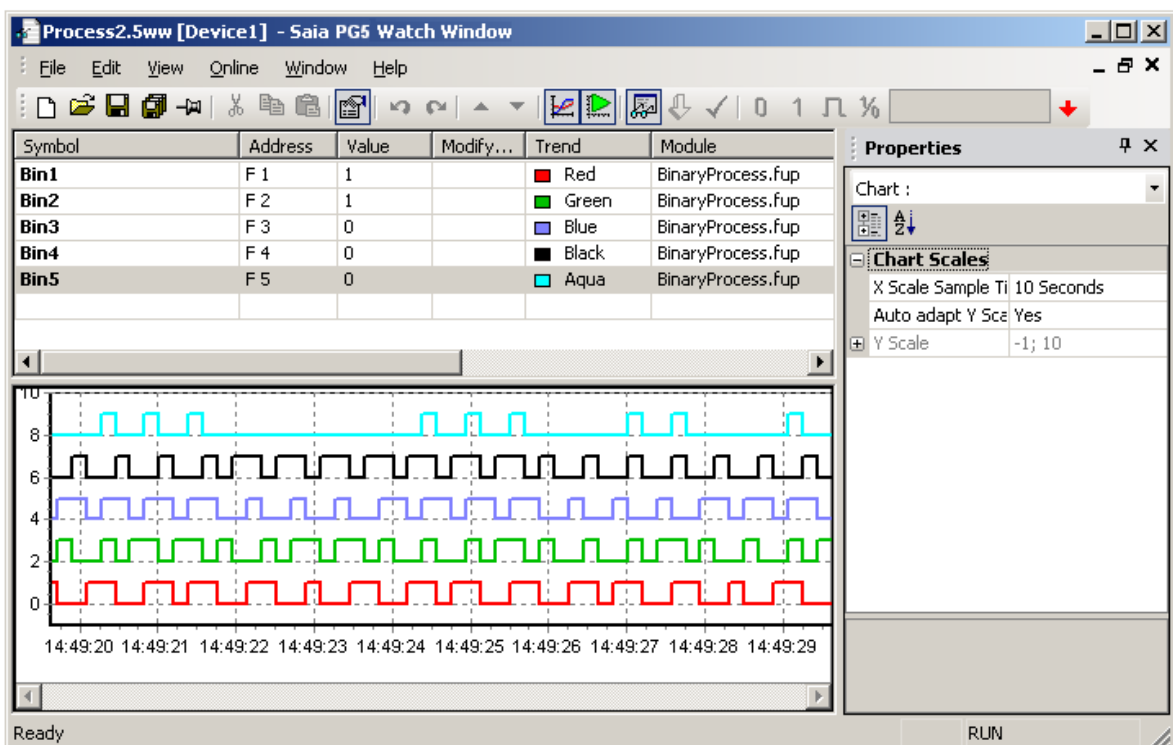 Process2.5ww [Device1] - Saia PG5 Watch Window
File Edit View Online Window Help
0 1
Symbol Address Value Modify... Trend Module
Bin1 F 1 1 Red BinaryProcess.fup
Bin2 F 2 1 Green BinaryProcess.fup
Bin3 F 3 0 Blue BinaryProcess.fup
Bin4 F 4 0 Black BinaryProcess.fup
Bin5 F 5 0 Aqua BinaryProcess.fup
Properties
Chart :
A
Z
Chart Scales
X Scale Sample Ti 10 Seconds
Auto adapt Y Sca Yes
Y Scale -1; 10
10
8
6
4
2
0
14:49:20 14:49:21 14:49:22 14:49:23 14:49:24 14:49:25 14:49:26 14:49:27 14:49:28 14:49:29
Ready RUN